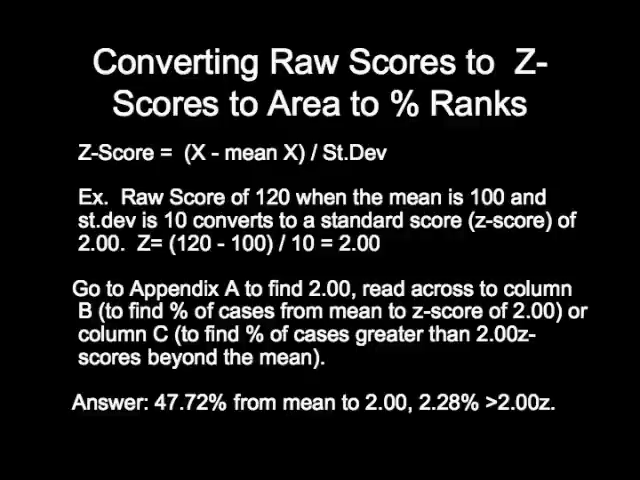 Converting Raw Scores to  Z-
Scores to Area to % Ranks
Z-Score =  (X - mean X) / St.Dev
Ex.  Raw Score of 120 when the mean is 100 and
st.dev is 10 converts to a standard score (z-score) of
2.00.  Z= (120 - 100) / 10 = 2.00
Go to Appendix A to find 2.00, read across to column
B (to find % of cases from mean to z-score of 2.00) or
column C (to find % of cases greater than 2.00z-
scores beyond the mean).
Answer: 47.72% from mean to 2.00, 2.28% >2.00z.